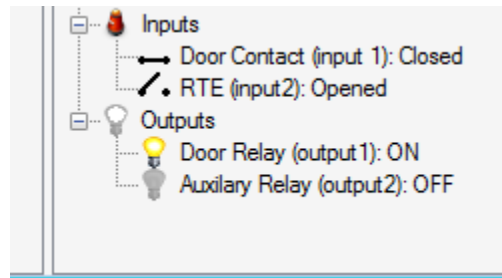 Inputs
Door Contact (input 1): Closed
RTE (input2): Opened
Outputs
Door Relay (output1): ON
Auxilary Relay (output2): OFF